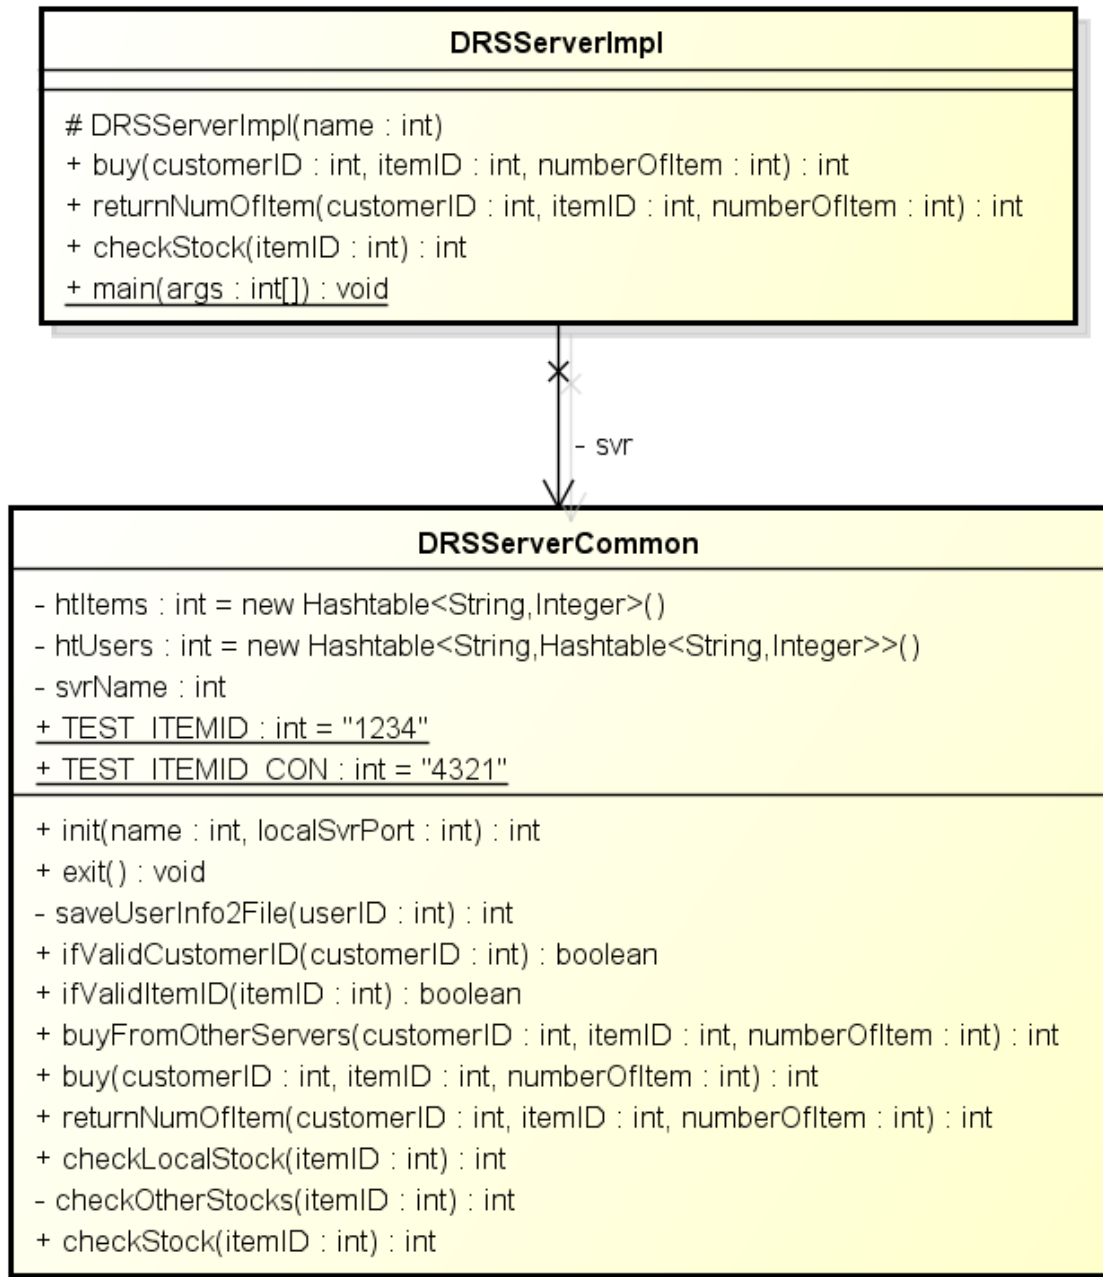 DRSServerImpl
# DRSServerImpl(name : int)
+ buy(customerID : int, itemID : int, numberOfItem : int) : int
+ returnNumOfItem(customerID : int, itemID : int, numberOfItem : int) : int
+ checkStock(itemID : int) : int
+ main(args : int[]) : void
- svr
DRSServerCommon
- htItems : int = new Hashtable<String,Integer>()
- htUsers : int = new Hashtable<String,Hashtable<String,Integer>>()
- svrName : int
+ TEST_ITEMID : int = "1234"
+ TEST_ITEMID_CON : int = "4321"
+ init(name : int, localSvrPort : int) : int
+ exit() : void
- saveUserInfo2File(userID : int) : int
+ ifValidCustomerID(customerID : int) : boolean
+ ifValidItemID(itemID : int) : boolean
+ buyFromOtherServers(customerID : int, itemID : int, numberOfItem : int) : int
+ buy(customerID : int, itemID : int, numberOfItem : int) : int
+ returnNumOfItem(customerID : int, itemID : int, numberOfItem : int) : int
+ checkLocalStock(itemID : int) : int
- checkOtherStocks(itemID : int) : int
+ checkStock(itemID : int) : int